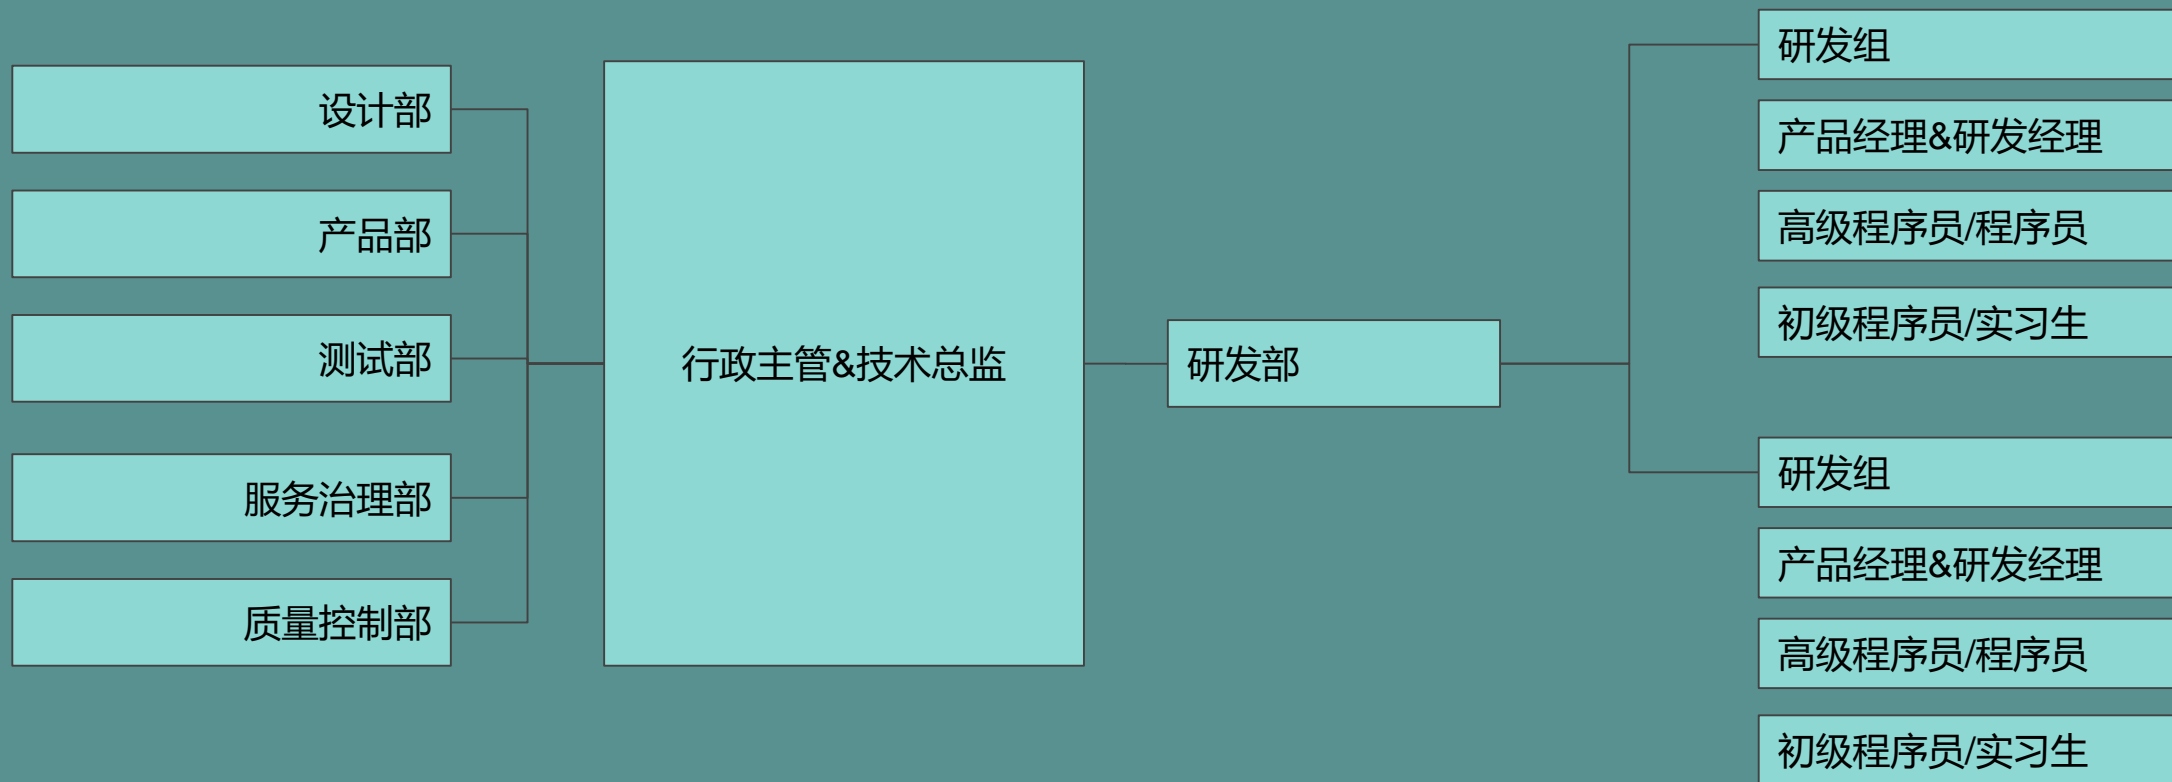 设计部
产品部
测试部
服务治理部
质量控制部
行政主管&技术总监
研发部
研发组
产品经理&研发经理
高级程序员/程序员
初级程序员/实习生
研发组
产品经理&研发经理
高级程序员/程序员
初级程序员/实习生